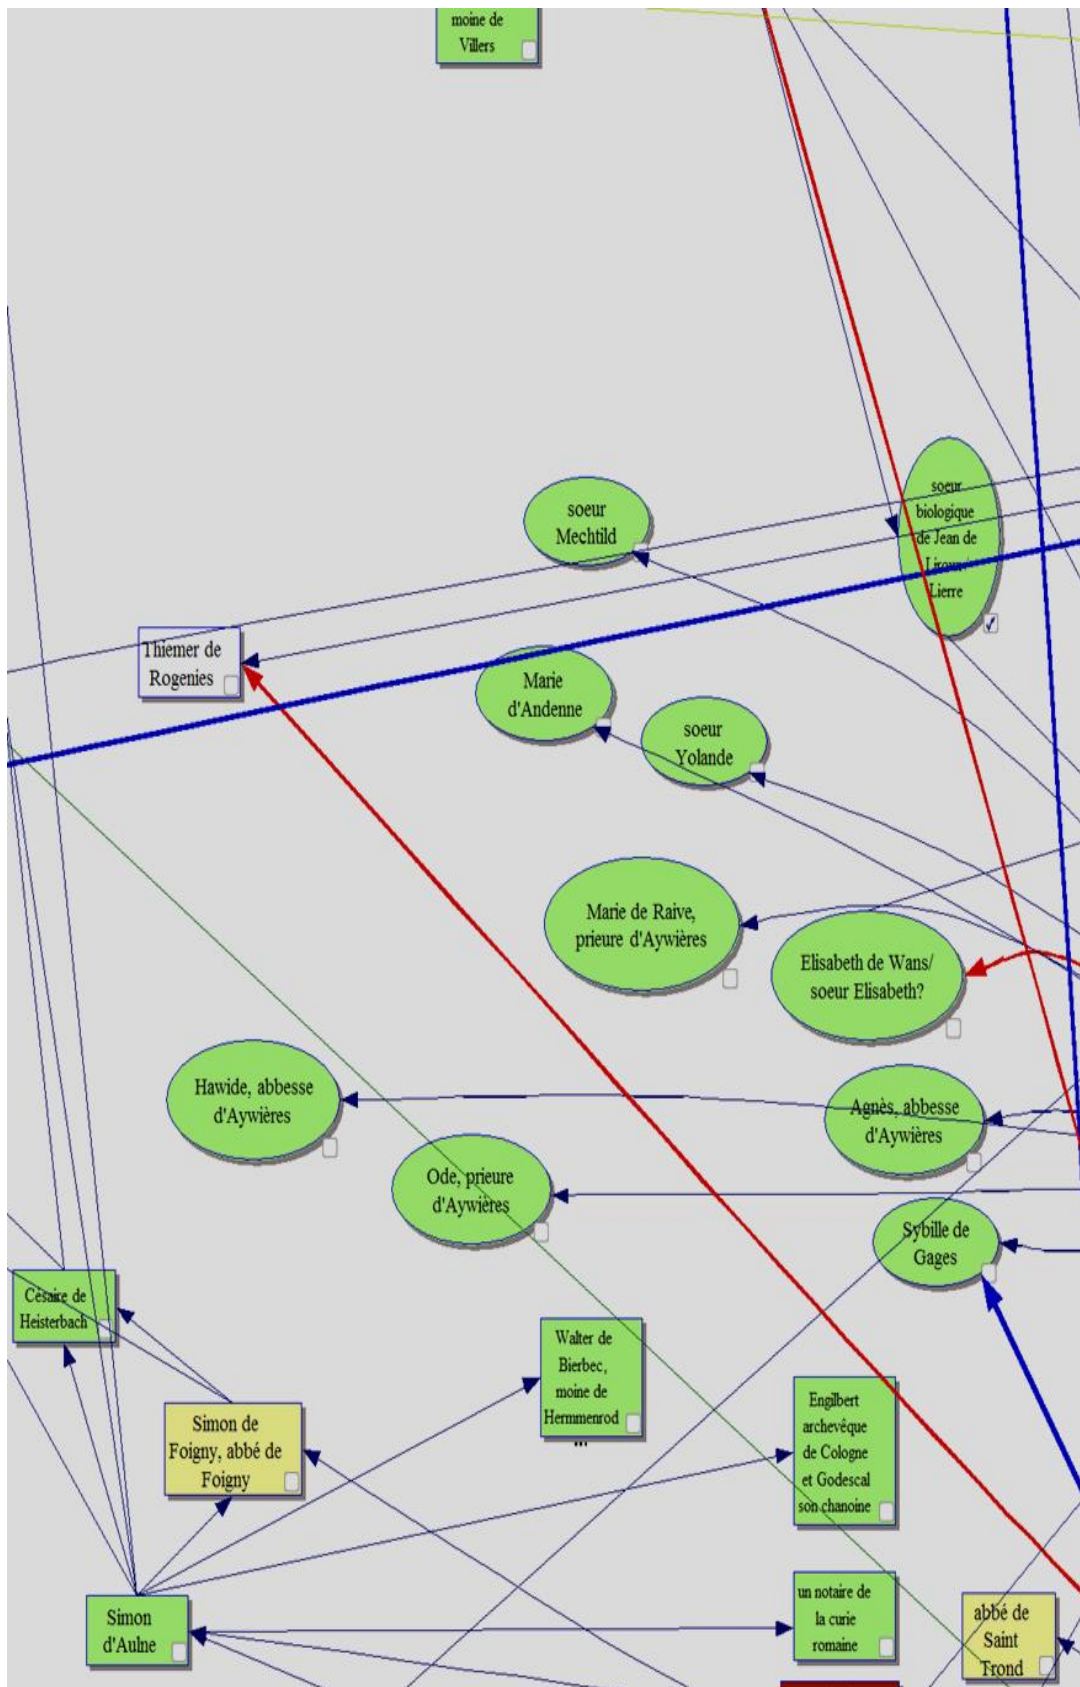 moine de
Villers
soeur
Mechtild
soeur
biologique
de Jean de
Lierre
Thiemer de
Rogenies
Marie
d'Andenne
soeur
Yolande
Marie de Raive,
prieure d'Aywières
Elisabeth de Wans/
soeur Elisabeth?
Hawide, abbesse
d'Aywières
Agnès, abbesse
d'Aywières
Ode, prieure
d'Aywières
Sybille de
Gages
Césaire de
Heisterbach
Walter de
Bierbec,
moine de
Hermmenrod
...
Engilbert
archevêque
de Cologne
et Godescal
son chanoine
Simon de
Foigny, abbé de
Foigny
Simon
d'Aulne
un notaire de
la curie
romaine
abbé de
Saint
Trond